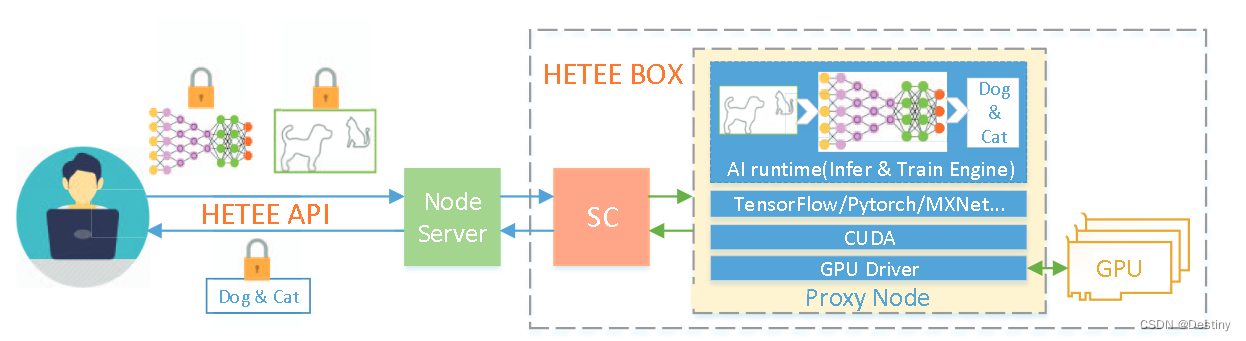 HETEE BOX
Dog
&
Cat
AI runtime(Infer & Train Engine)
TensorFlow/Pytorch/MXNet...
CUDA
GPU Driver
Proxy Node
GPU
HETEE API
Node
Server
SC
Dog & Cat
CSDN @Destiny